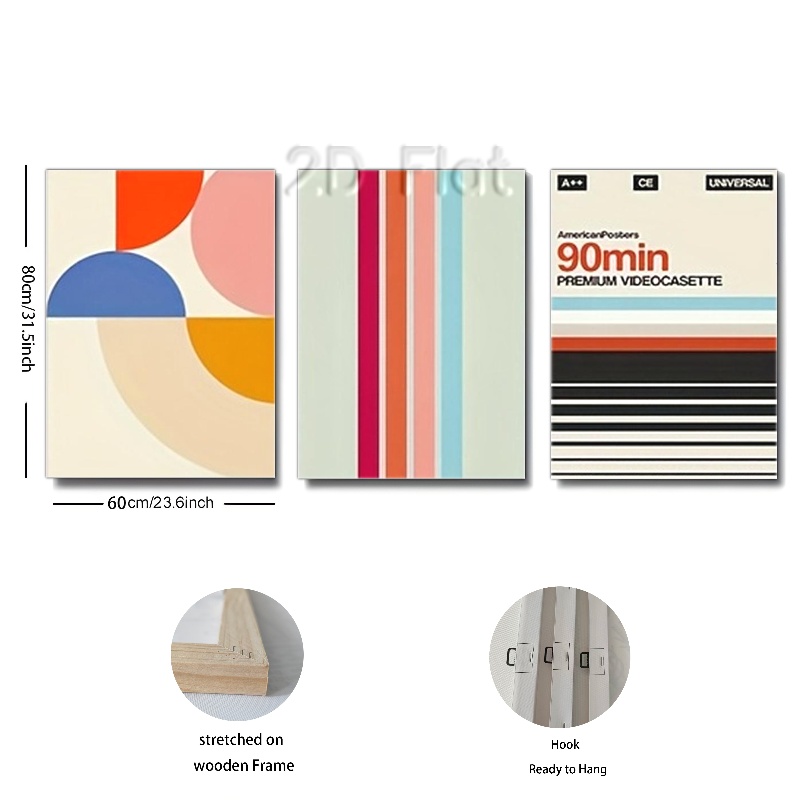 2D Flat
A++ CE UNIVERSAL
AmericanPosters
90min
PREMIUM VIDEOCASETTE
80cm/31.5inch
60cm/23.6inch
stretched on
wooden Frame
Hook
Ready to Hang